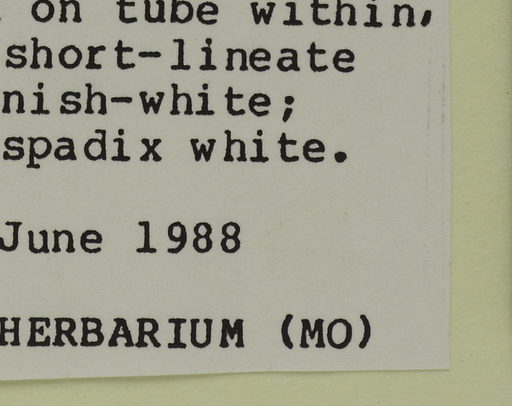 on tube within,
short-lineate
nish-white;
spadix white.
June 1988
HERBARIUM (MO)